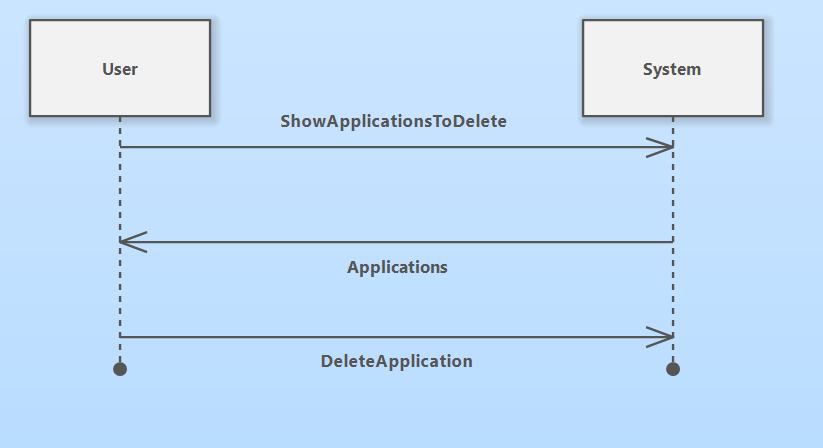 User
System
ShowApplicationsToDelete
Applications
DeleteApplication